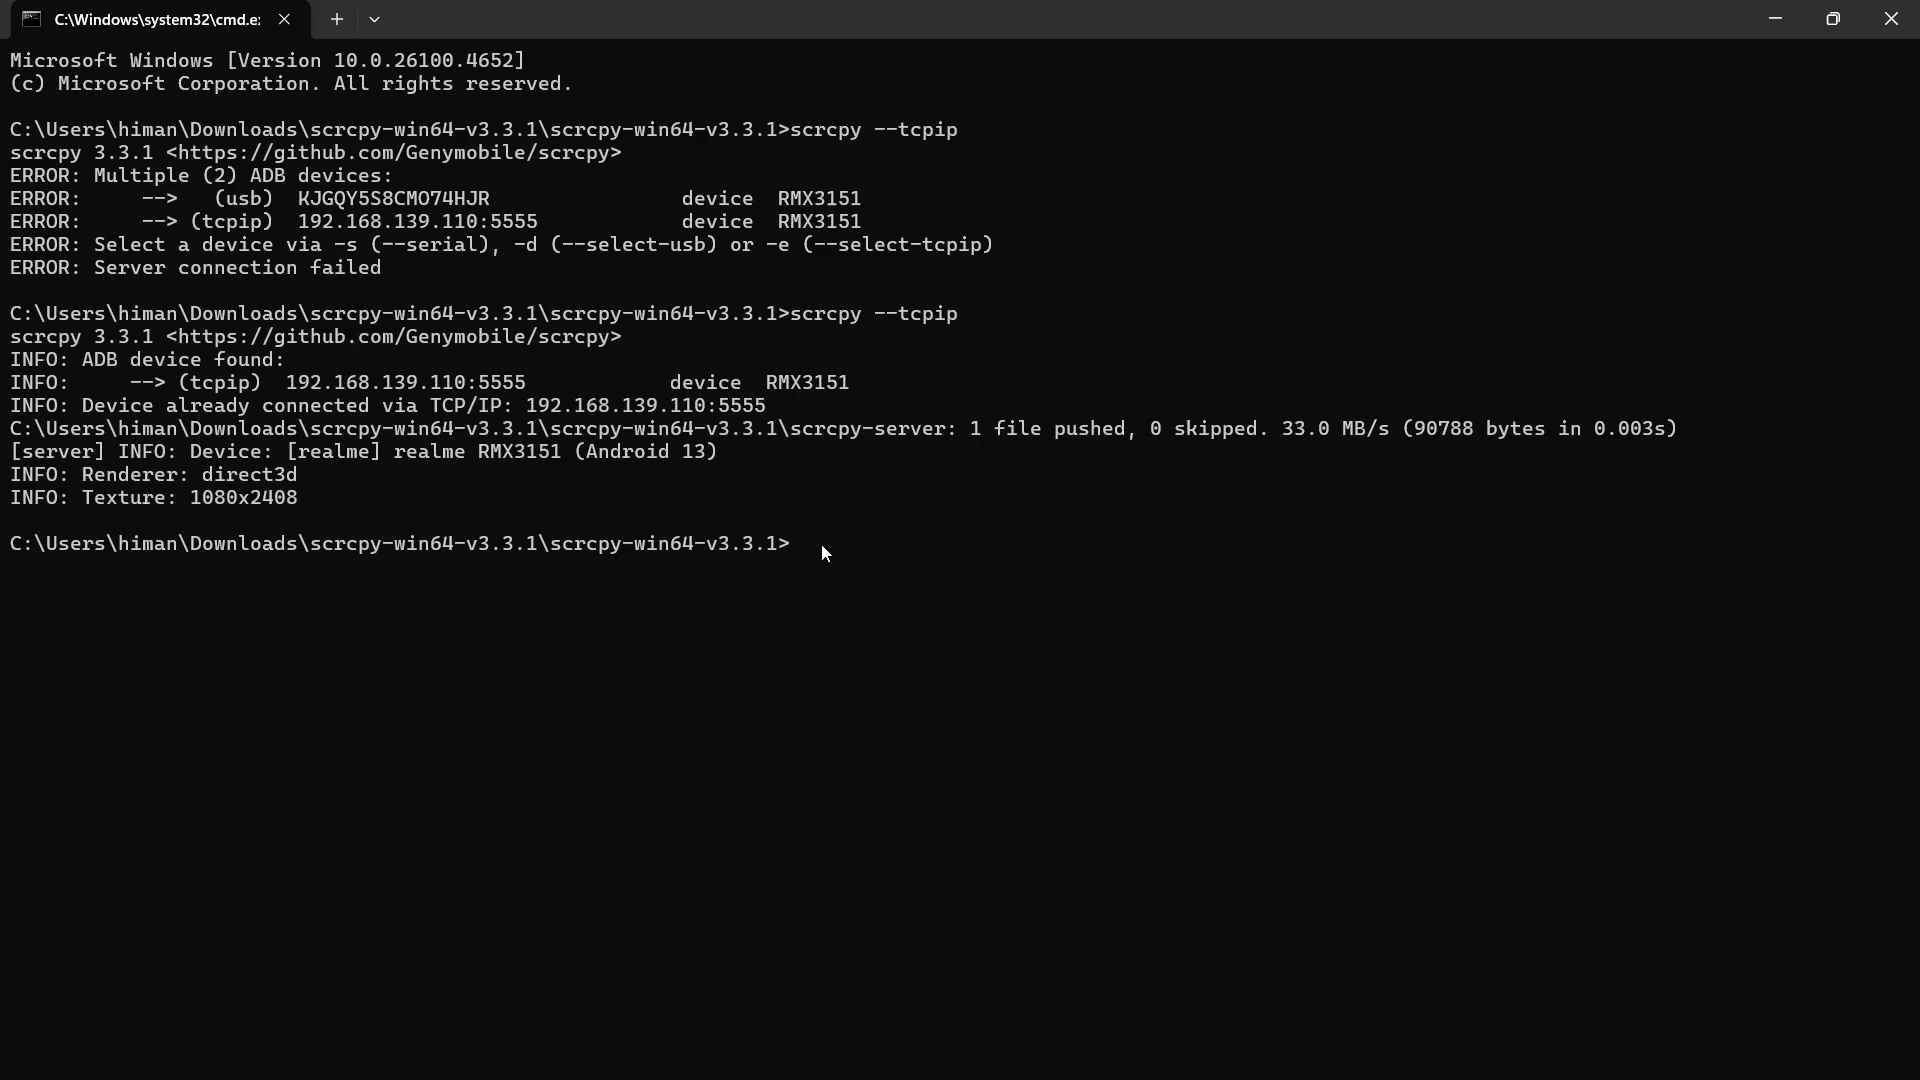 C:\Windows\system32\cmd.e
Microsoft Windows [Version 10.0.26100.4652]
(c) Microsoft Corporation. All rights reserved.
C:\Users\himan\Downloads\scrcpy-win64-v3.3.1\scrcpy-win64-v3.3.1>scrcpy --tcpip
scrcpy 3.3.1 <https://github.com/Genymobile/scrcpy>
ERROR: Multiple (2) ADB devices:
ERROR:     -->   (usb)  KJGQY5S8CMO74HJR                device  RMX3151
ERROR:     --> (tcpip)  192.168.139.110:5555            device  RMX3151
ERROR: Select a device via -s (--serial), -d (--select-usb) or -e (--select-tcpip)
ERROR: Server connection failed
C:\Users\himan\Downloads\scrcpy-win64-v3.3.1\scrcpy-win64-v3.3.1>scrcpy --tcpip
scrcpy 3.3.1 <https://github.com/Genymobile/scrcpy>
INFO: ADB device found:
INFO:     --> (tcpip)  192.168.139.110:5555            device  RMX3151
INFO: Device already connected via TCP/IP: 192.168.139.110:5555
C:\Users\himan\Downloads\scrcpy-win64-v3.3.1\scrcpy-win64-v3.3.1\scrcpy-server: 1 file pushed, 0 skipped. 33.0 MB/s (90788 bytes in 0.003s)
[server] INFO: Device: [realme] realme RMX3151 (Android 13)
INFO: Renderer: direct3d
INFO: Texture: 1080x2408
C:\Users\himan\Downloads\scrcpy-win64-v3.3.1\scrcpy-win64-v3.3.1>